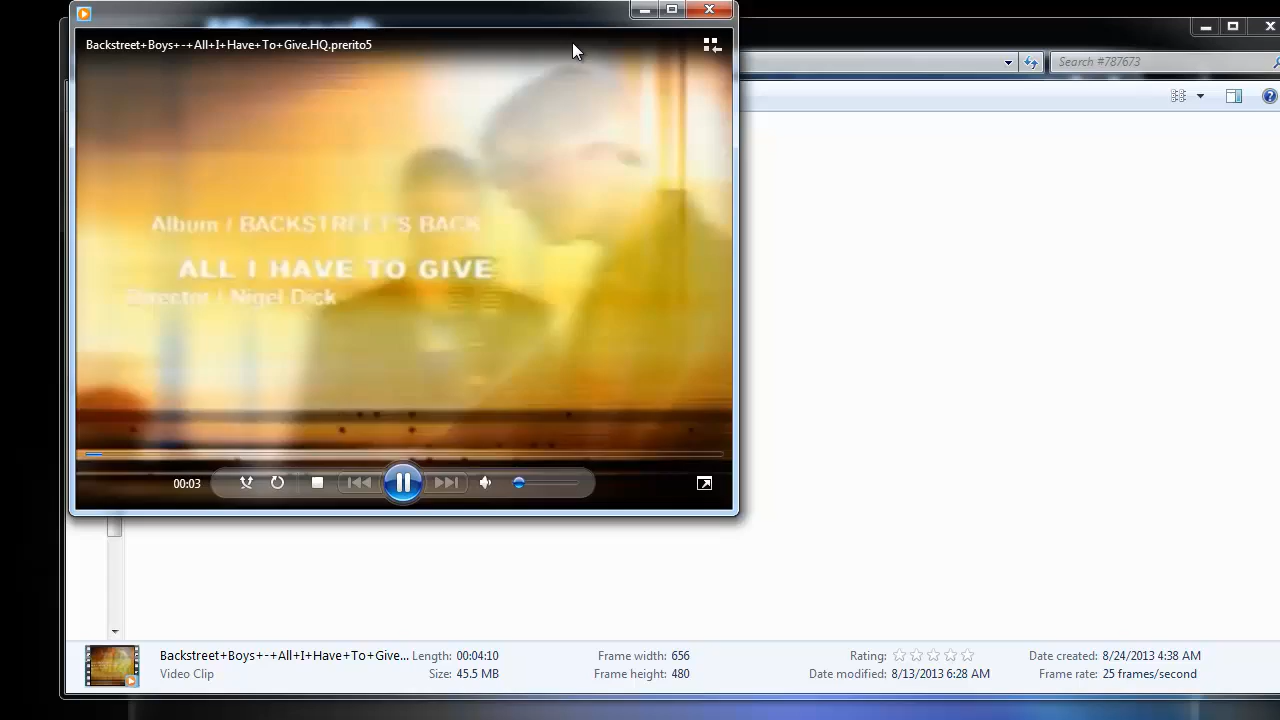 Backstreet+Boys+-+All+I+Have+To+Give.HQ.prerito5
Search #787673
Album / BACKSTREET'S BACK
ALL I HAVE TO GIVE
Director / Nigel Dick
00:03
Backstreet+Boys+-+All+I+Have+To+Give... Length: 00:04:10 Frame width: 656 Rating: Date created: 8/24/2013 4:38 AM
Video Clip Size: 45.5 MB Frame height: 480 Date modified: 8/13/2013 6:28 AM Frame rate: 25 frames/second